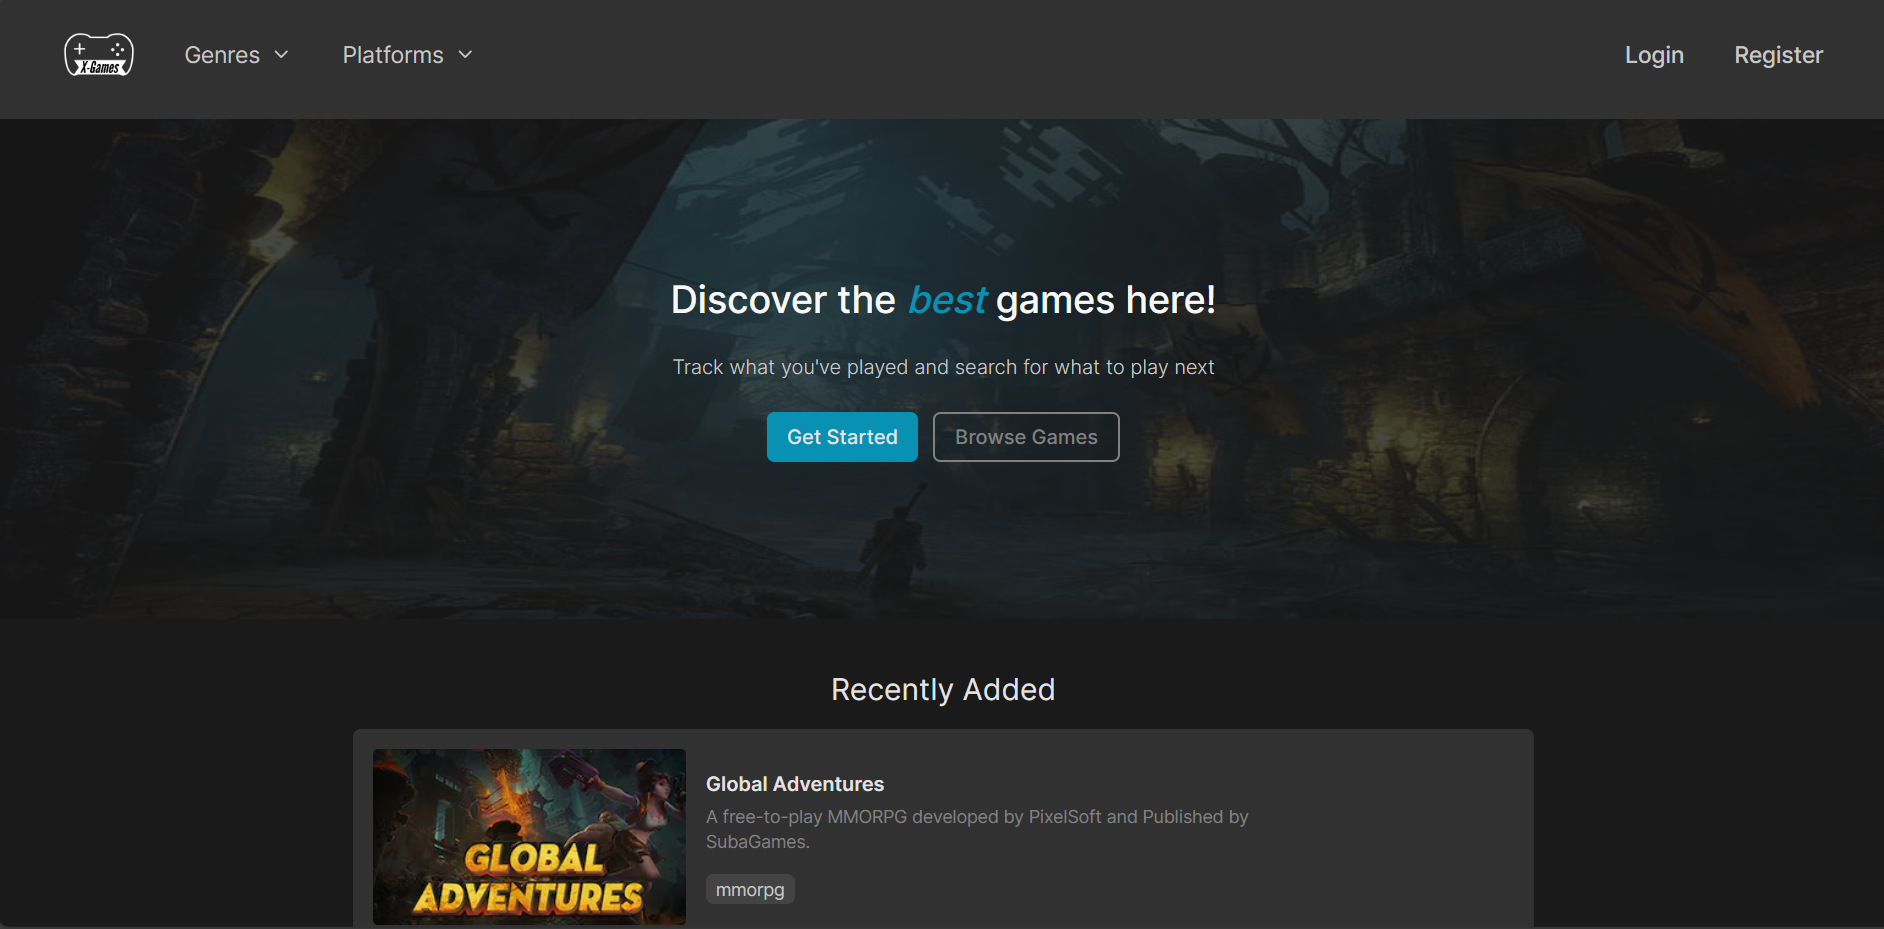 X-Games
Genres
Platforms
Login
Register
Discover the best games here!
Track what you've played and search for what to play next
Get Started
Browse Games
Recently Added
GLOBAL
ADVENTURES
Global Adventures
A free-to-play MMORPG developed by PixelSoft and Published by
SubaGames.
mmorpg